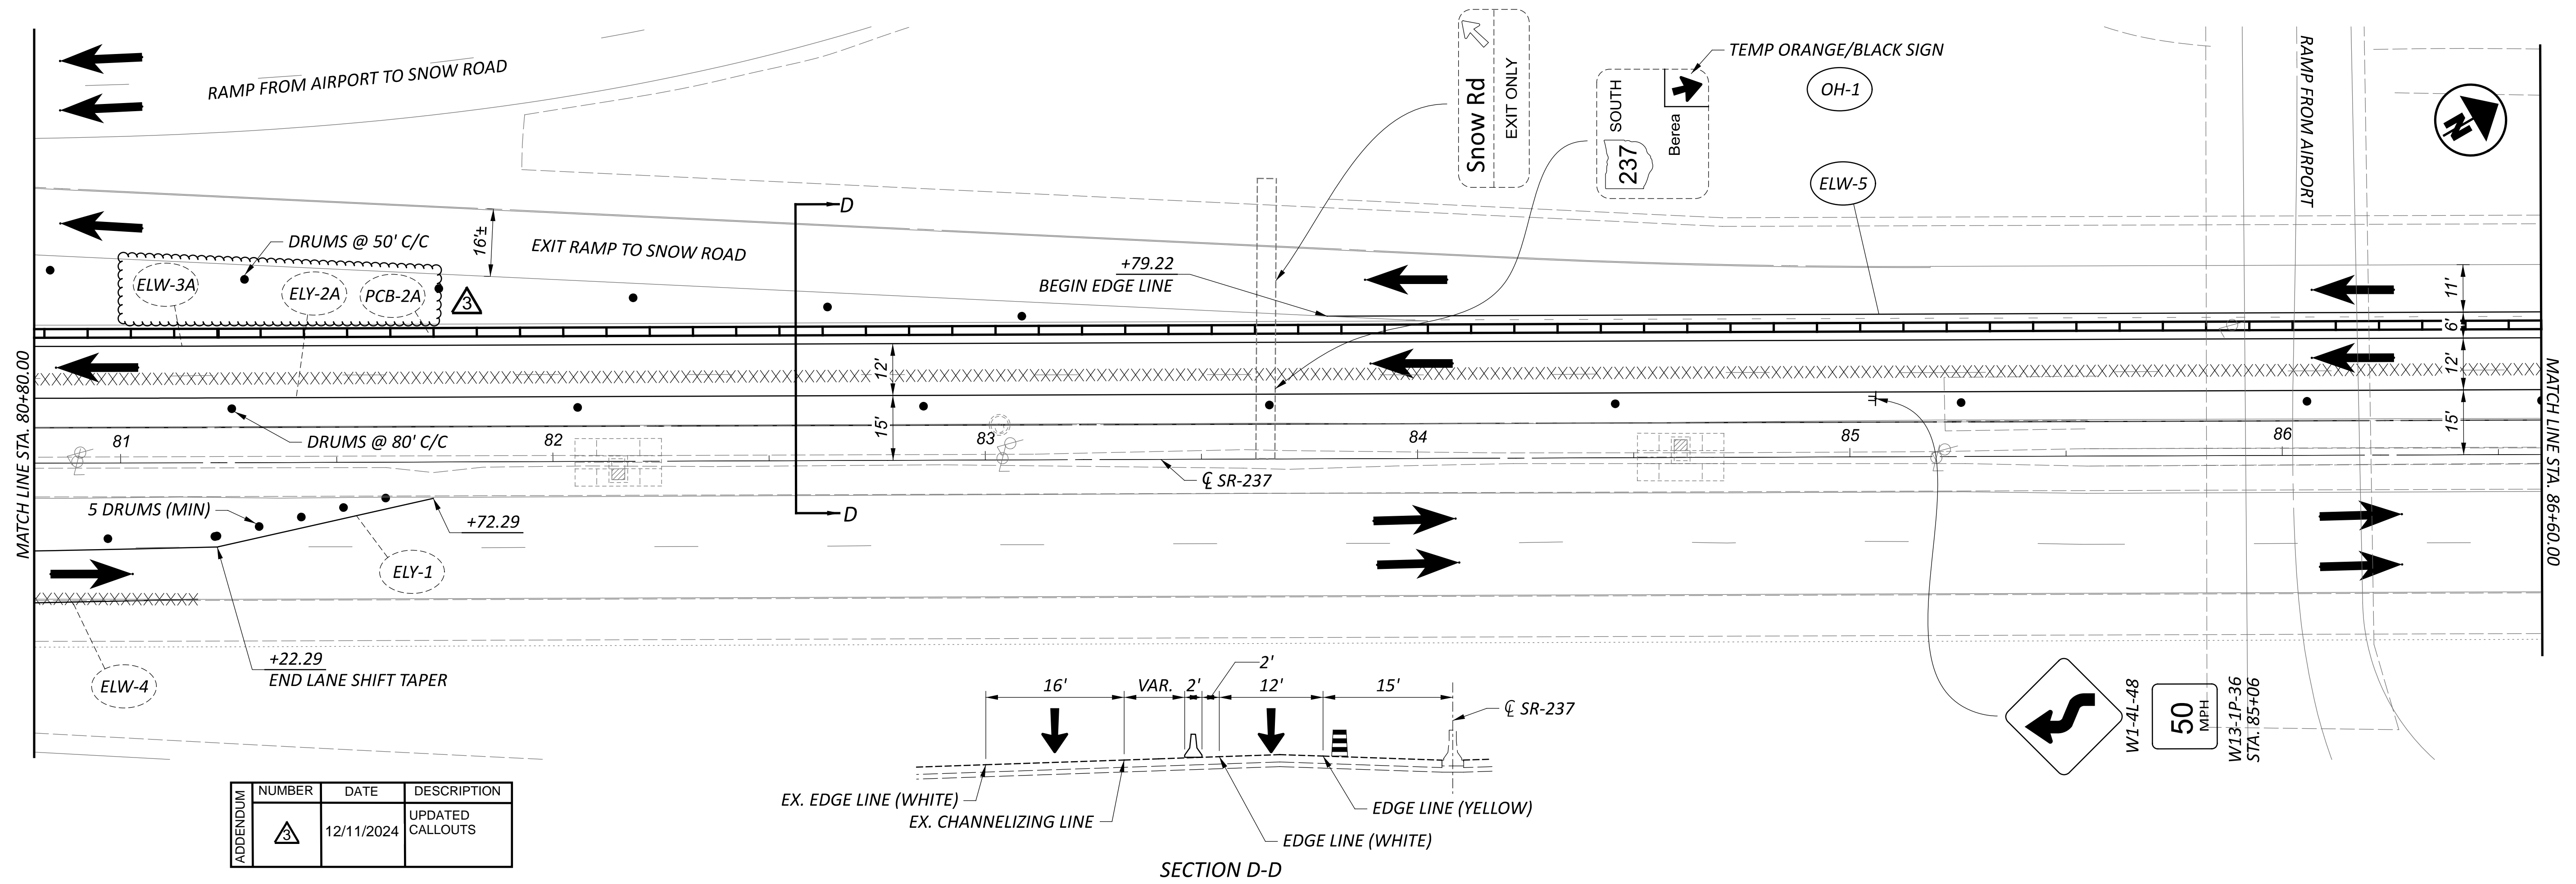 MATCH LINE STA. 80+80.00
RAMP FROM AIRPORT TO SNOW ROAD
DRUMS @ 50' C/C
ELW-3A
ELY-2A
PCB-2A
3
16'±
EXIT RAMP TO SNOW ROAD
D
D
+79.22
BEGIN EDGE LINE
Snow Rd
EXIT ONLY
SOUTH
237
Berea
TEMP ORANGE/BLACK SIGN
OH-1
ELW-5
RAMP FROM AIRPORT
N
11'
6'
12'
15'
MATCH LINE STA. 86+60.00
12'
15'
DRUMS @ 80' C/C
81
82
83
84
85
86
℄ SR-237
5 DRUMS (MIN)
+72.29
ELY-1
+22.29
END LANE SHIFT TAPER
ELW-4
W1-4L-48
50
MPH
W13-1P-36
STA. 85+06
2'
16'
VAR.
2'
12'
15'
℄ SR-237
EX. EDGE LINE (WHITE)
EX. CHANNELIZING LINE
EDGE LINE (WHITE)
EDGE LINE (YELLOW)
SECTION D-D
ADDENDUM
NUMBER
DATE
DESCRIPTION
3
12/11/2024
UPDATED
CALLOUTS